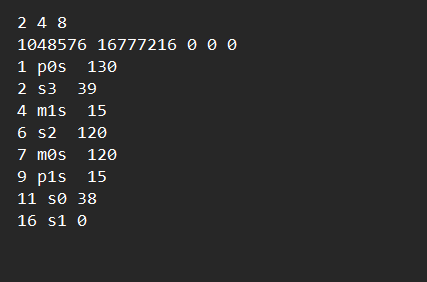 2 4 8
1048576 16777216 0 0 0
1 p0s  130
2 s3  39
4 m1s  15
6 s2  120
7 m0s  120
9 p1s  15
11 s0 38
16 s1 0